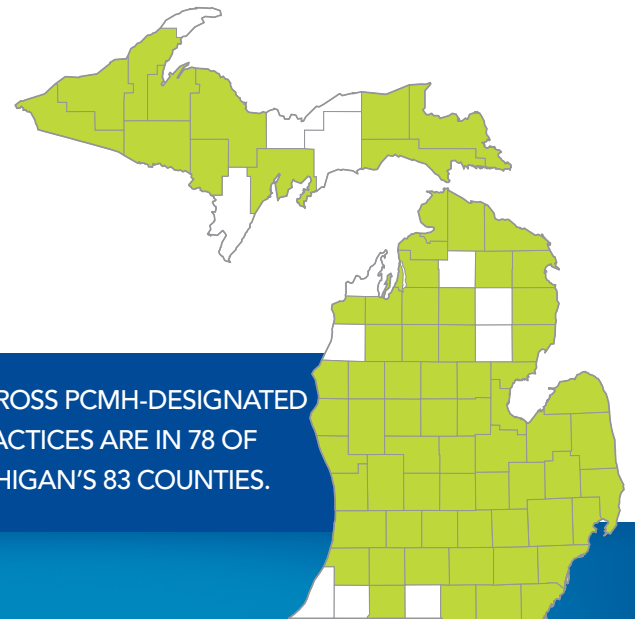 ROSS PCMH-DESIGNATED
ACTICES ARE IN 78 OF
HIGAN'S 83 COUNTIES.